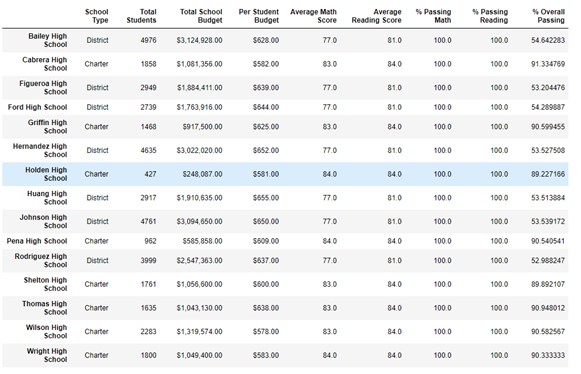 School Type Total Students Total School Budget Per Student Budget Average Math Score Average Reading Score % Passing Math % Passing Reading % Overall Passing
Bailey High School District 4976 $3,124,928.00 $628.00 77.0 81.0 100.0 100.0 54.642283
Cabrera High School Charter 1858 $1,081,356.00 $582.00 83.0 84.0 100.0 100.0 91.334769
Figueroa High School District 2949 $1,884,411.00 $639.00 77.0 81.0 100.0 100.0 53.204476
Ford High School District 2739 $1,763,916.00 $644.00 77.0 81.0 100.0 100.0 54.289887
Griffin High School Charter 1468 $917,500.00 $625.00 83.0 84.0 100.0 100.0 90.599455
Hernandez High School District 4635 $3,022,020.00 $652.00 77.0 81.0 100.0 100.0 53.527508
Holden High School Charter 427 $248,087.00 $581.00 84.0 84.0 100.0 100.0 89.227166
Huang High School District 2917 $1,910,635.00 $655.00 77.0 81.0 100.0 100.0 53.513884
Johnson High School District 4761 $3,094,650.00 $650.00 77.0 81.0 100.0 100.0 53.539172
Pena High School Charter 962 $585,858.00 $609.00 84.0 84.0 100.0 100.0 90.540541
Rodriguez High School District 3999 $2,547,363.00 $637.00 77.0 81.0 100.0 100.0 52.988247
Shelton High School Charter 1761 $1,056,600.00 $600.00 83.0 84.0 100.0 100.0 89.892107
Thomas High School Charter 1635 $1,043,130.00 $638.00 83.0 84.0 100.0 100.0 90.948012
Wilson High School Charter 2283 $1,319,574.00 $578.00 83.0 84.0 100.0 100.0 90.582567
Wright High School Charter 1800 $1,049,400.00 $583.00 84.0 84.0 100.0 100.0 90.333333